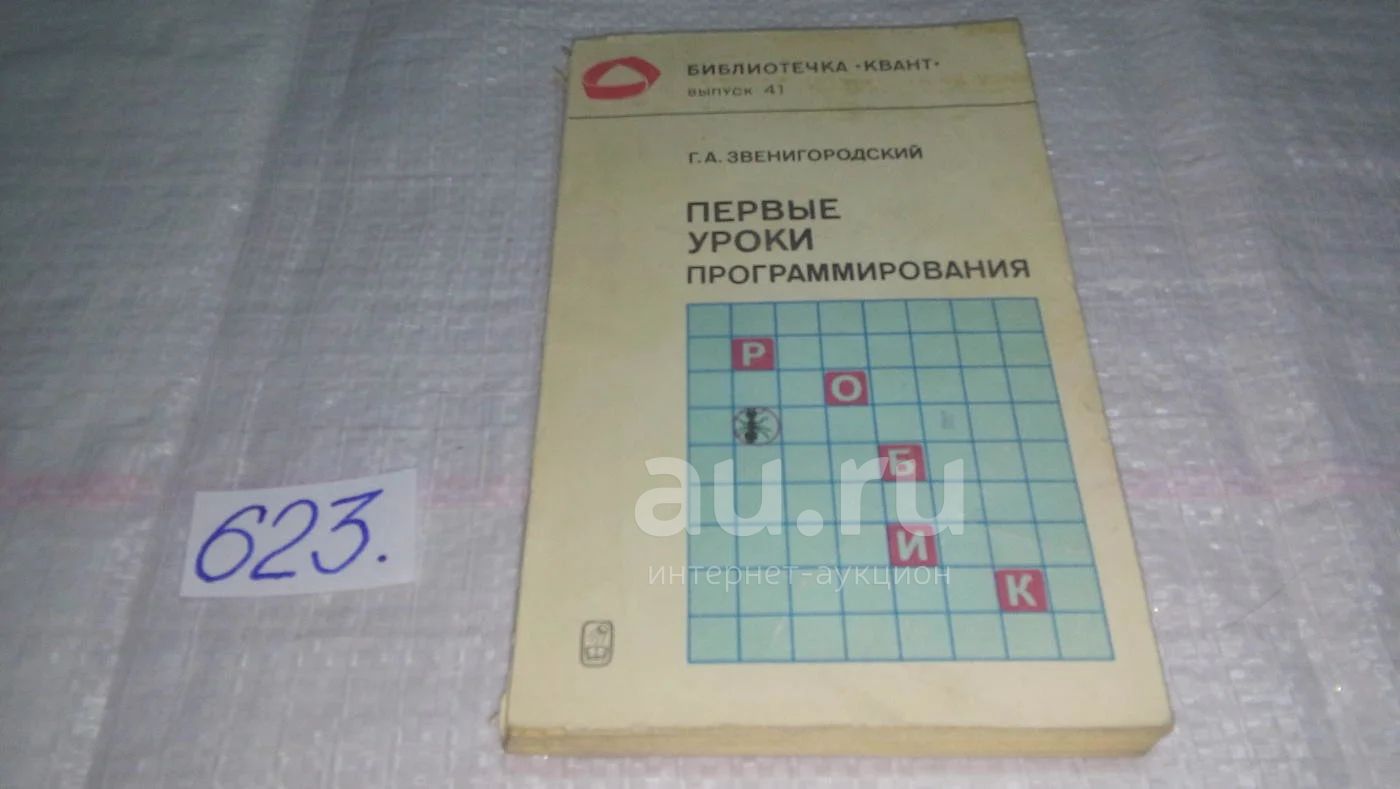 БИБЛИОТЕЧКА «КВАНТ»
ВЫПУСК 41
Г. А. ЗВЕНИГОРОДСКИЙ
ПЕРВЫЕ
УРОКИ
ПРОГРАММИРОВАНИЯ
Р
О
Б
И
К
623.
au.ru
интернет-аукцион